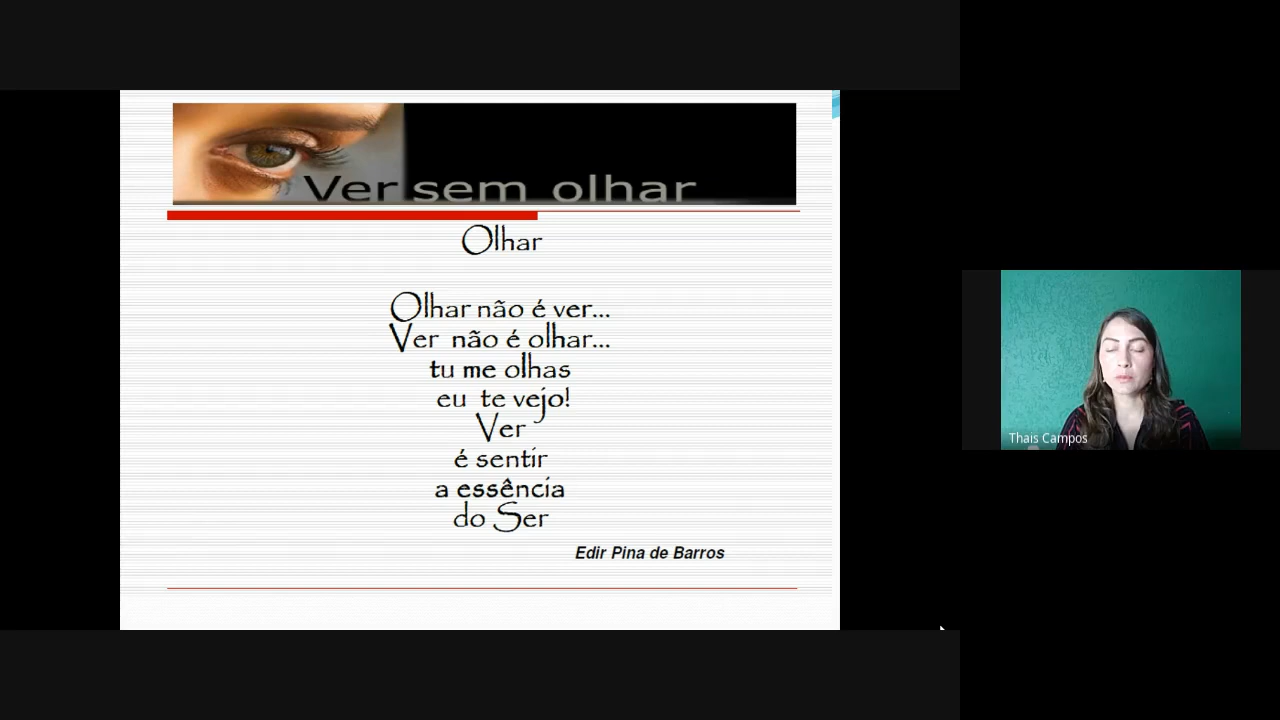 Ver sem olhar
Olhar
Olhar não é ver...
Ver não é olhar...
tu me olhas
eu te vejo!
Ver
é sentir
a essência
do Ser
Edir Pina de Barros
Thais Campos